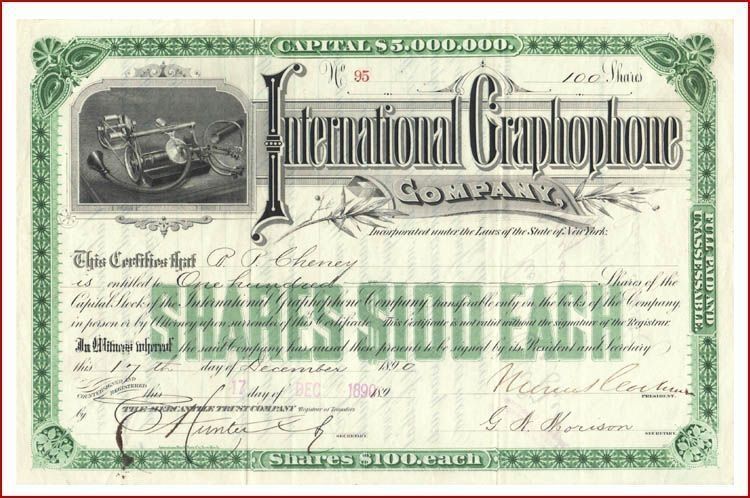 CAPITAL $5.000.000.
No 95 100 Shares
International Graphophone
COMPANY,
Incorporated under the Laws of the State of New York.
FULL PAID AND
UNASSESSABLE.
This Certifies that Cheney
is entitled to One hundred Shares of the
Capital Stock of the International Graphophone Company, transferable only on the books of the Company,
in person or by Attorney upon surrender of this Certificate. This Certificate is not valid without the signature of the Registrar.
SHARES $100 EACH
In Witness whereof the said Company has caused these presents to be signed by its President and Secretary
this 17th day of December 1890
COUNTERSIGNED AND
REGISTERED
this 17 day of DEC 1890 189
PRESIDENT.
THE MERCANTILE TRUST COMPANY Registrar of Transfers
by Hunter
SECRETARY.
G. H. Morison
SECRETARY.
Shares $100.each